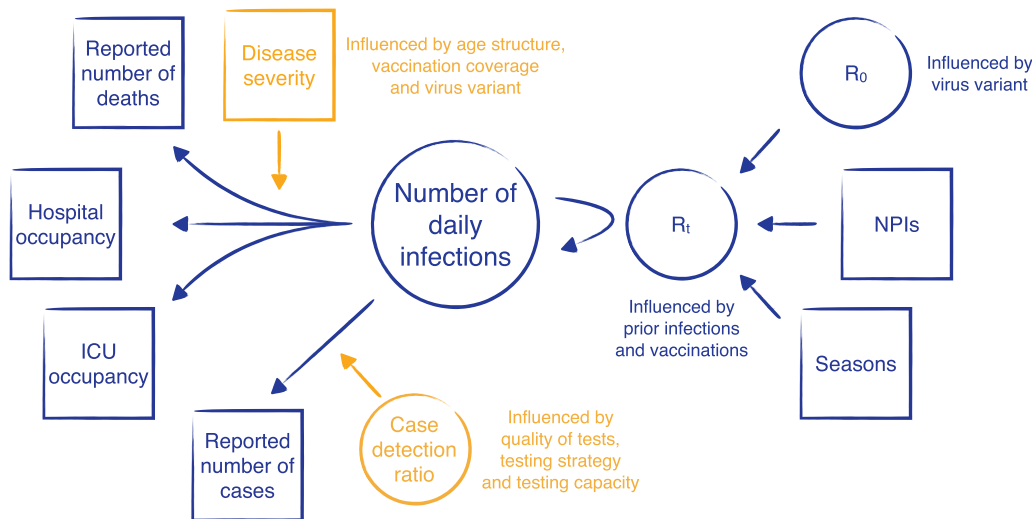 Reported
number of
deaths
Disease
severity
Influenced by age structure,
vaccination coverage
and virus variant
R₀
Influenced by
virus variant
Hospital
occupancy
Number of
daily
infections
Rₜ
NPIs
Influenced by
prior infections
and vaccinations
ICU
occupancy
Seasons
Reported
number of
cases
Case
detection
ratio
Influenced by
quality of tests,
testing strategy
and testing capacity